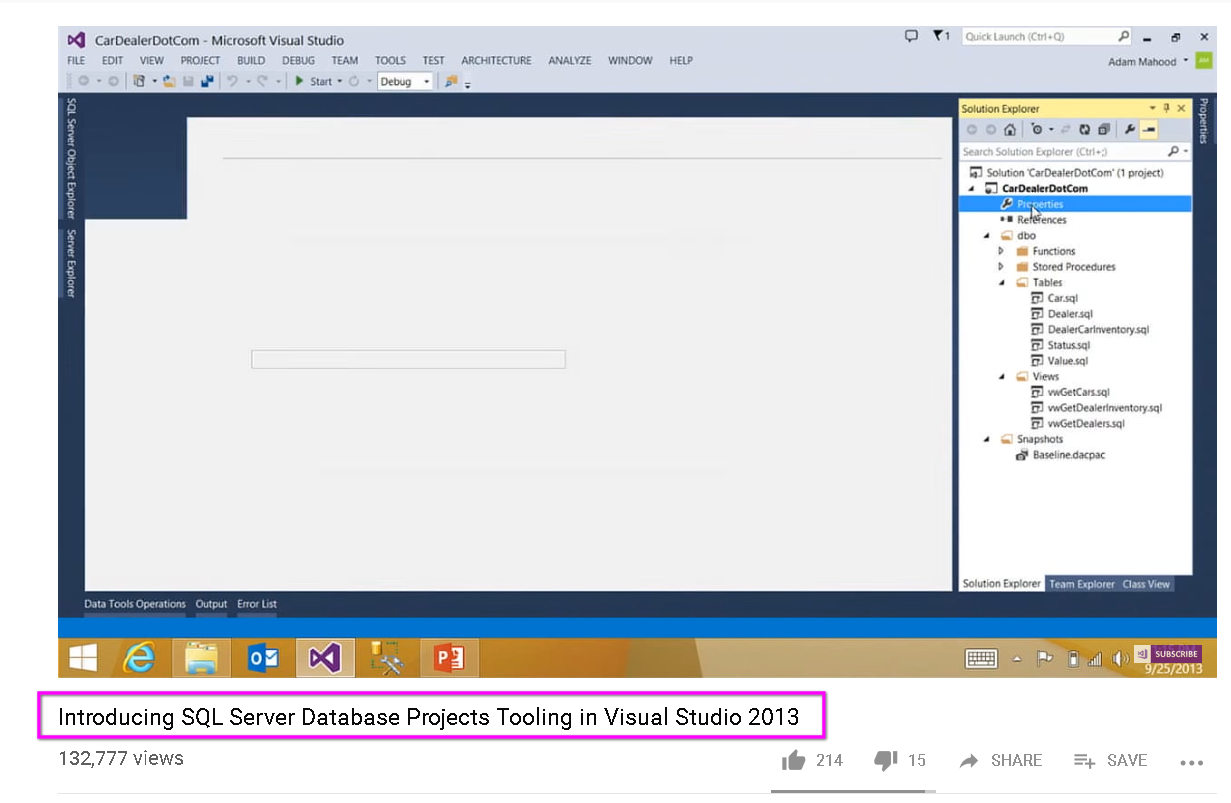 CarDealerDotCom - Microsoft Visual Studio
1
Quick Launch (Ctrl+Q)
FILE EDIT VIEW PROJECT BUILD DEBUG TEAM TOOLS TEST ARCHITECTURE ANALYZE WINDOW HELP
Adam Mahood
AM
Start
Debug
SQL Server Object Explorer
Server Explorer
Solution Explorer
Properties
Search Solution Explorer (Ctrl+;)
Solution 'CarDealerDotCom' (1 project)
CarDealerDotCom
Properties
References
dbo
Functions
Stored Procedures
Tables
Car.sql
Dealer.sql
DealerCarInventory.sql
Status.sql
Value.sql
Views
vwGetCars.sql
vwGetDealerInventory.sql
vwGetDealers.sql
Snapshots
Baseline.dacpac
Solution Explorer Team Explorer Class View
Data Tools Operations Output Error List
SUBSCRIBE
9/25/2013
Introducing SQL Server Database Projects Tooling in Visual Studio 2013
132,777 views
214 15 SHARE SAVE